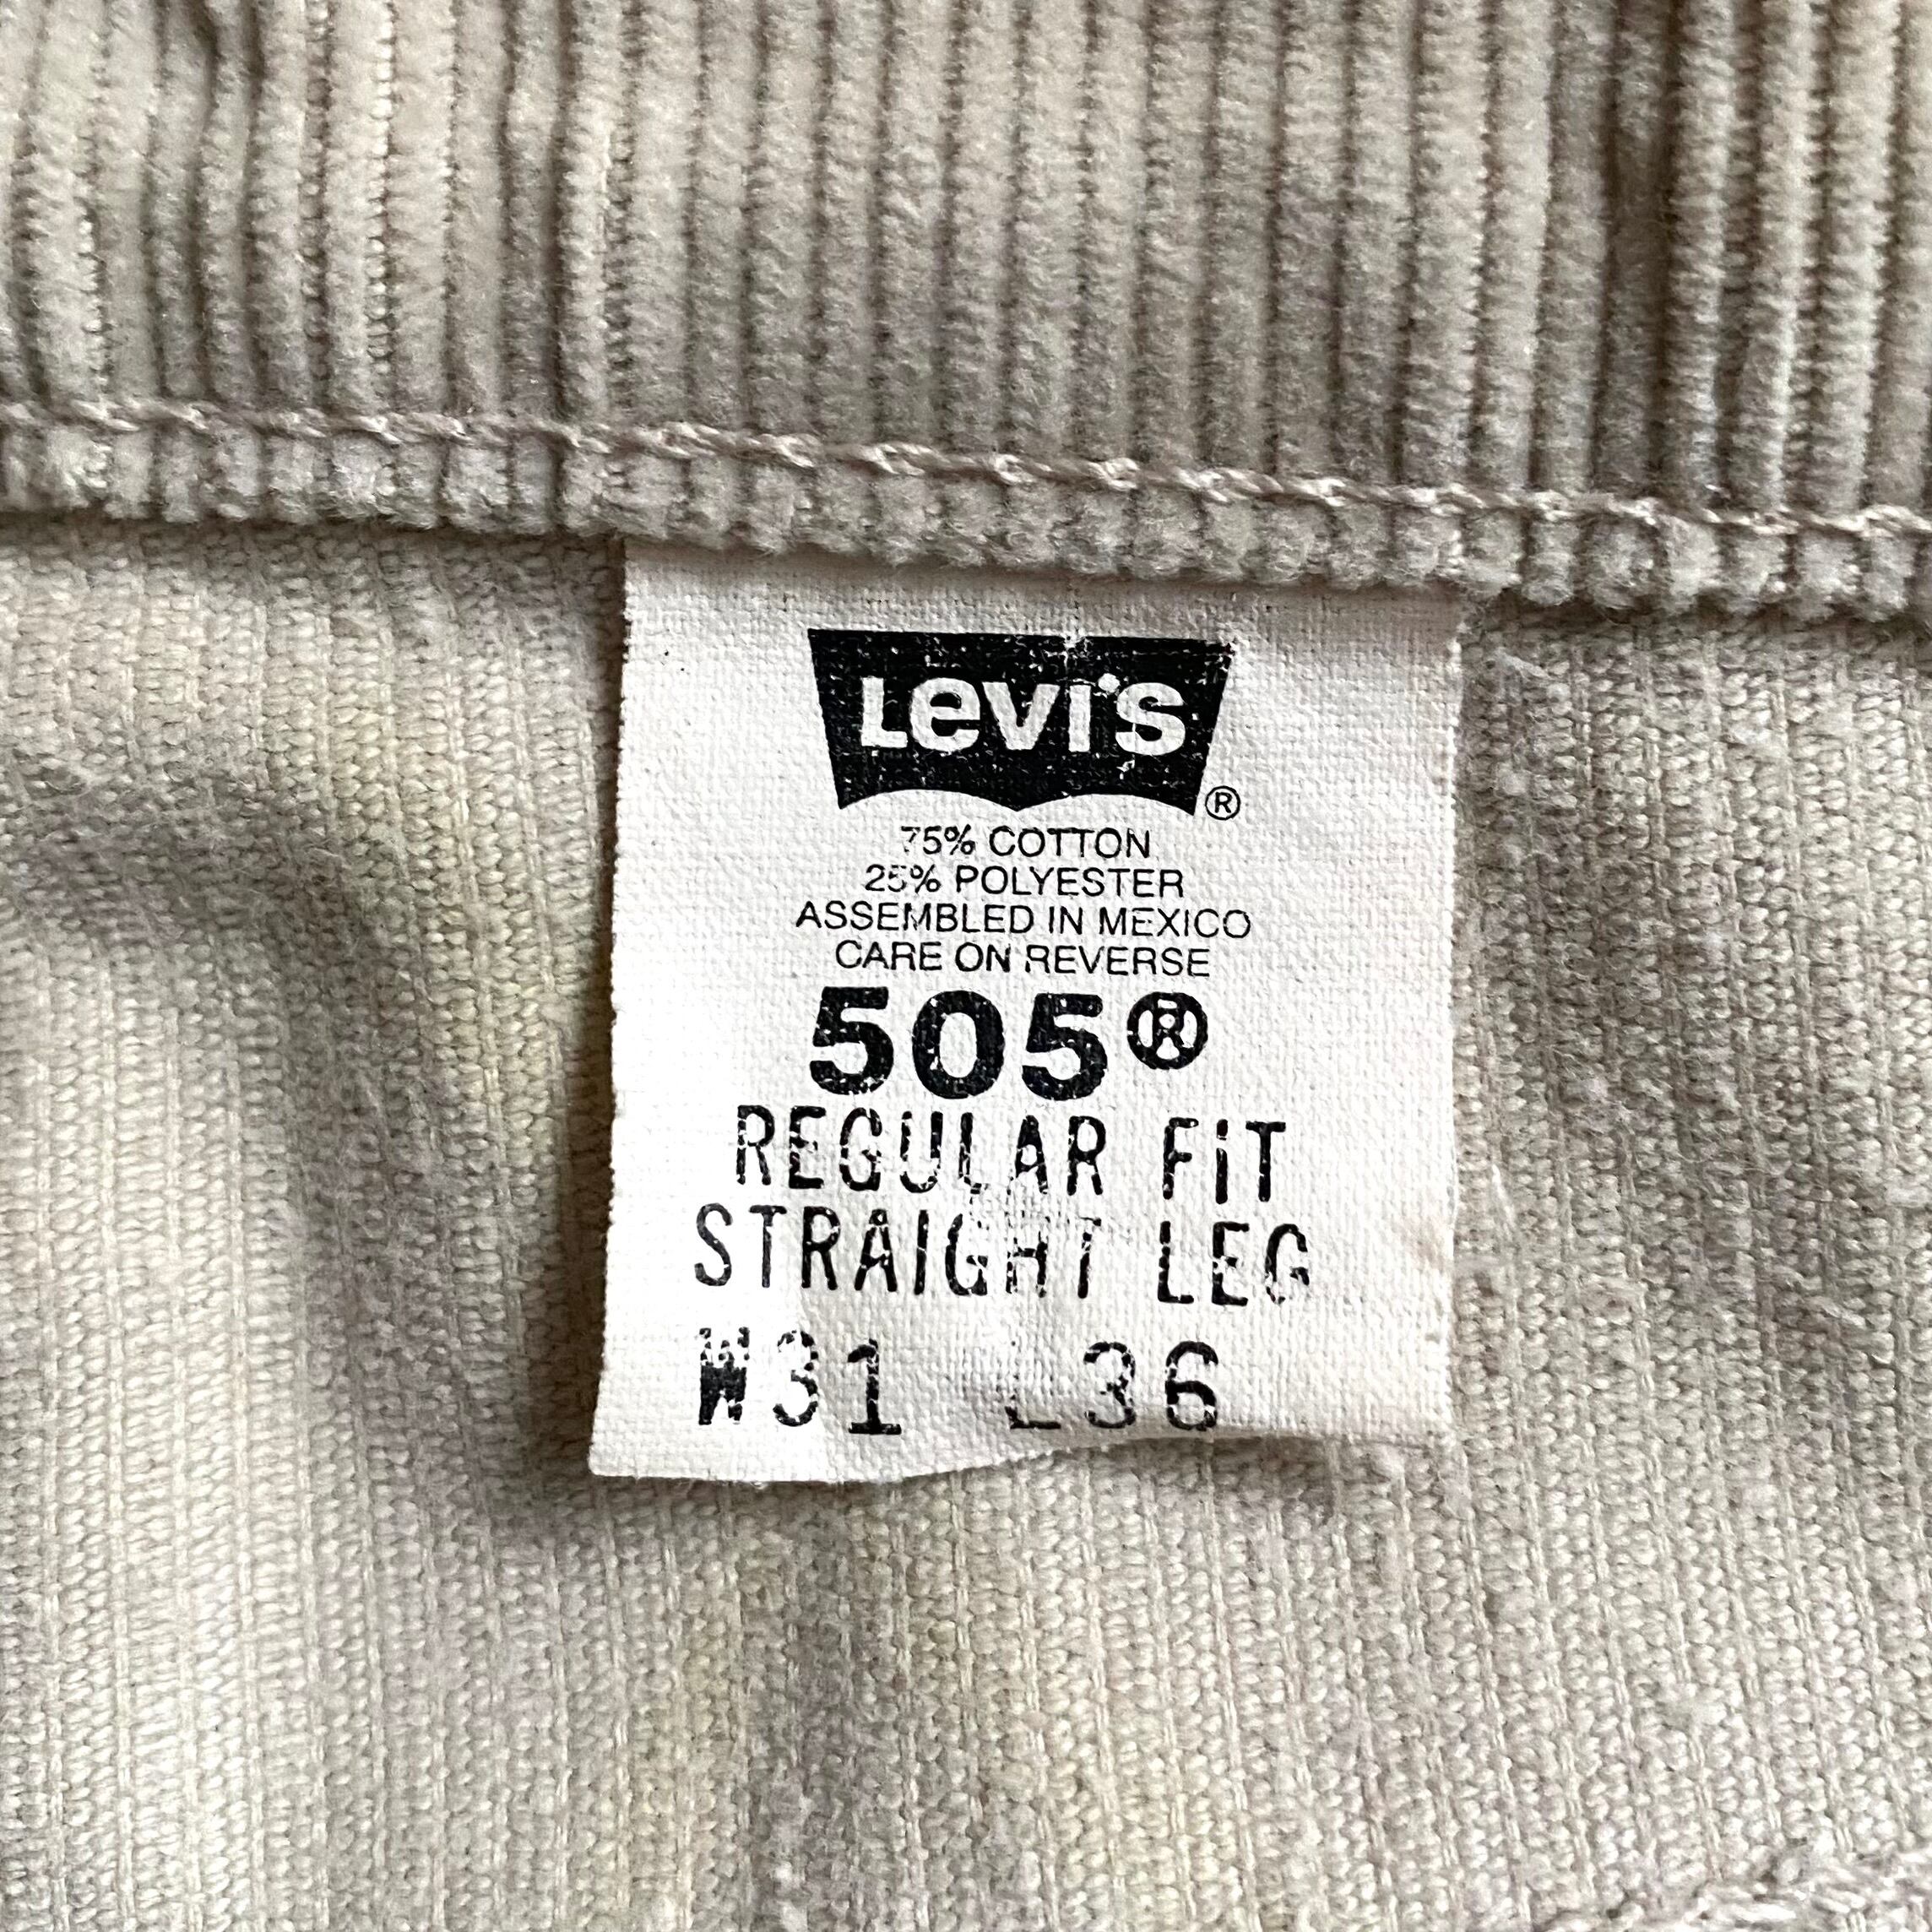 Levi's ®
75% COTTON
25% POLYESTER
ASSEMBLED IN MEXICO
CARE ON REVERSE
505®
REGULAR FiT
STRAIGHT LEG
W31 L36